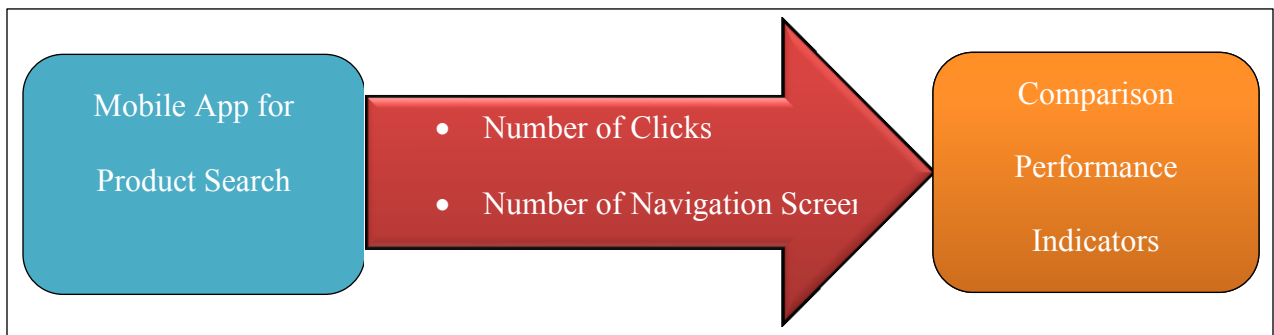 Mobile App for
Product Search
• Number of Clicks
• Number of Navigation Screen
Comparison
Performance
Indicators